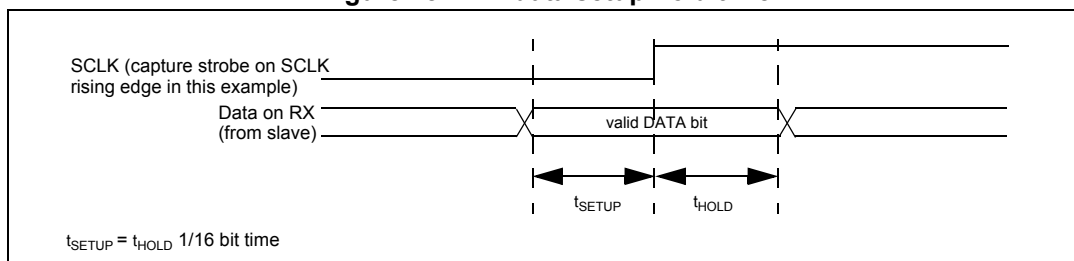 SCLK (capture strobe on SCLK
rising edge in this example)
Data on RX
(from slave)
valid DATA bit
tSETUP
tHOLD
tSETUP = tHOLD 1/16 bit time